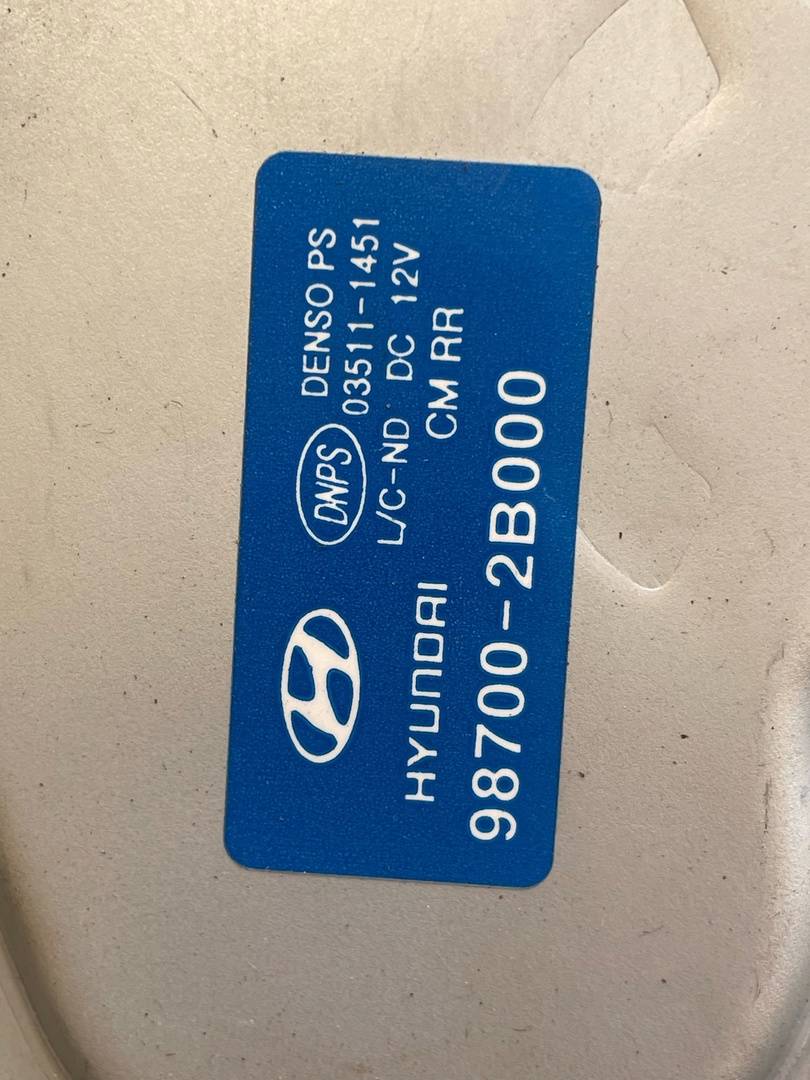 DNPS
DENSO PS
03511-1451
L/C-ND DC 12V
HYUNDAI
CM RR
98700-2B000